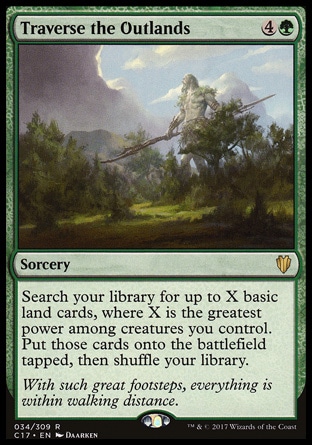 Traverse the Outlands 4
Sorcery
Search your library for up to X basic
land cards, where X is the greatest
power among creatures you control.
Put those cards onto the battlefield
tapped, then shuffle your library.
With such great footsteps, everything is
within walking distance.
034/309 R
C17 • EN Daarken
™ & © 2017 Wizards of the Coast